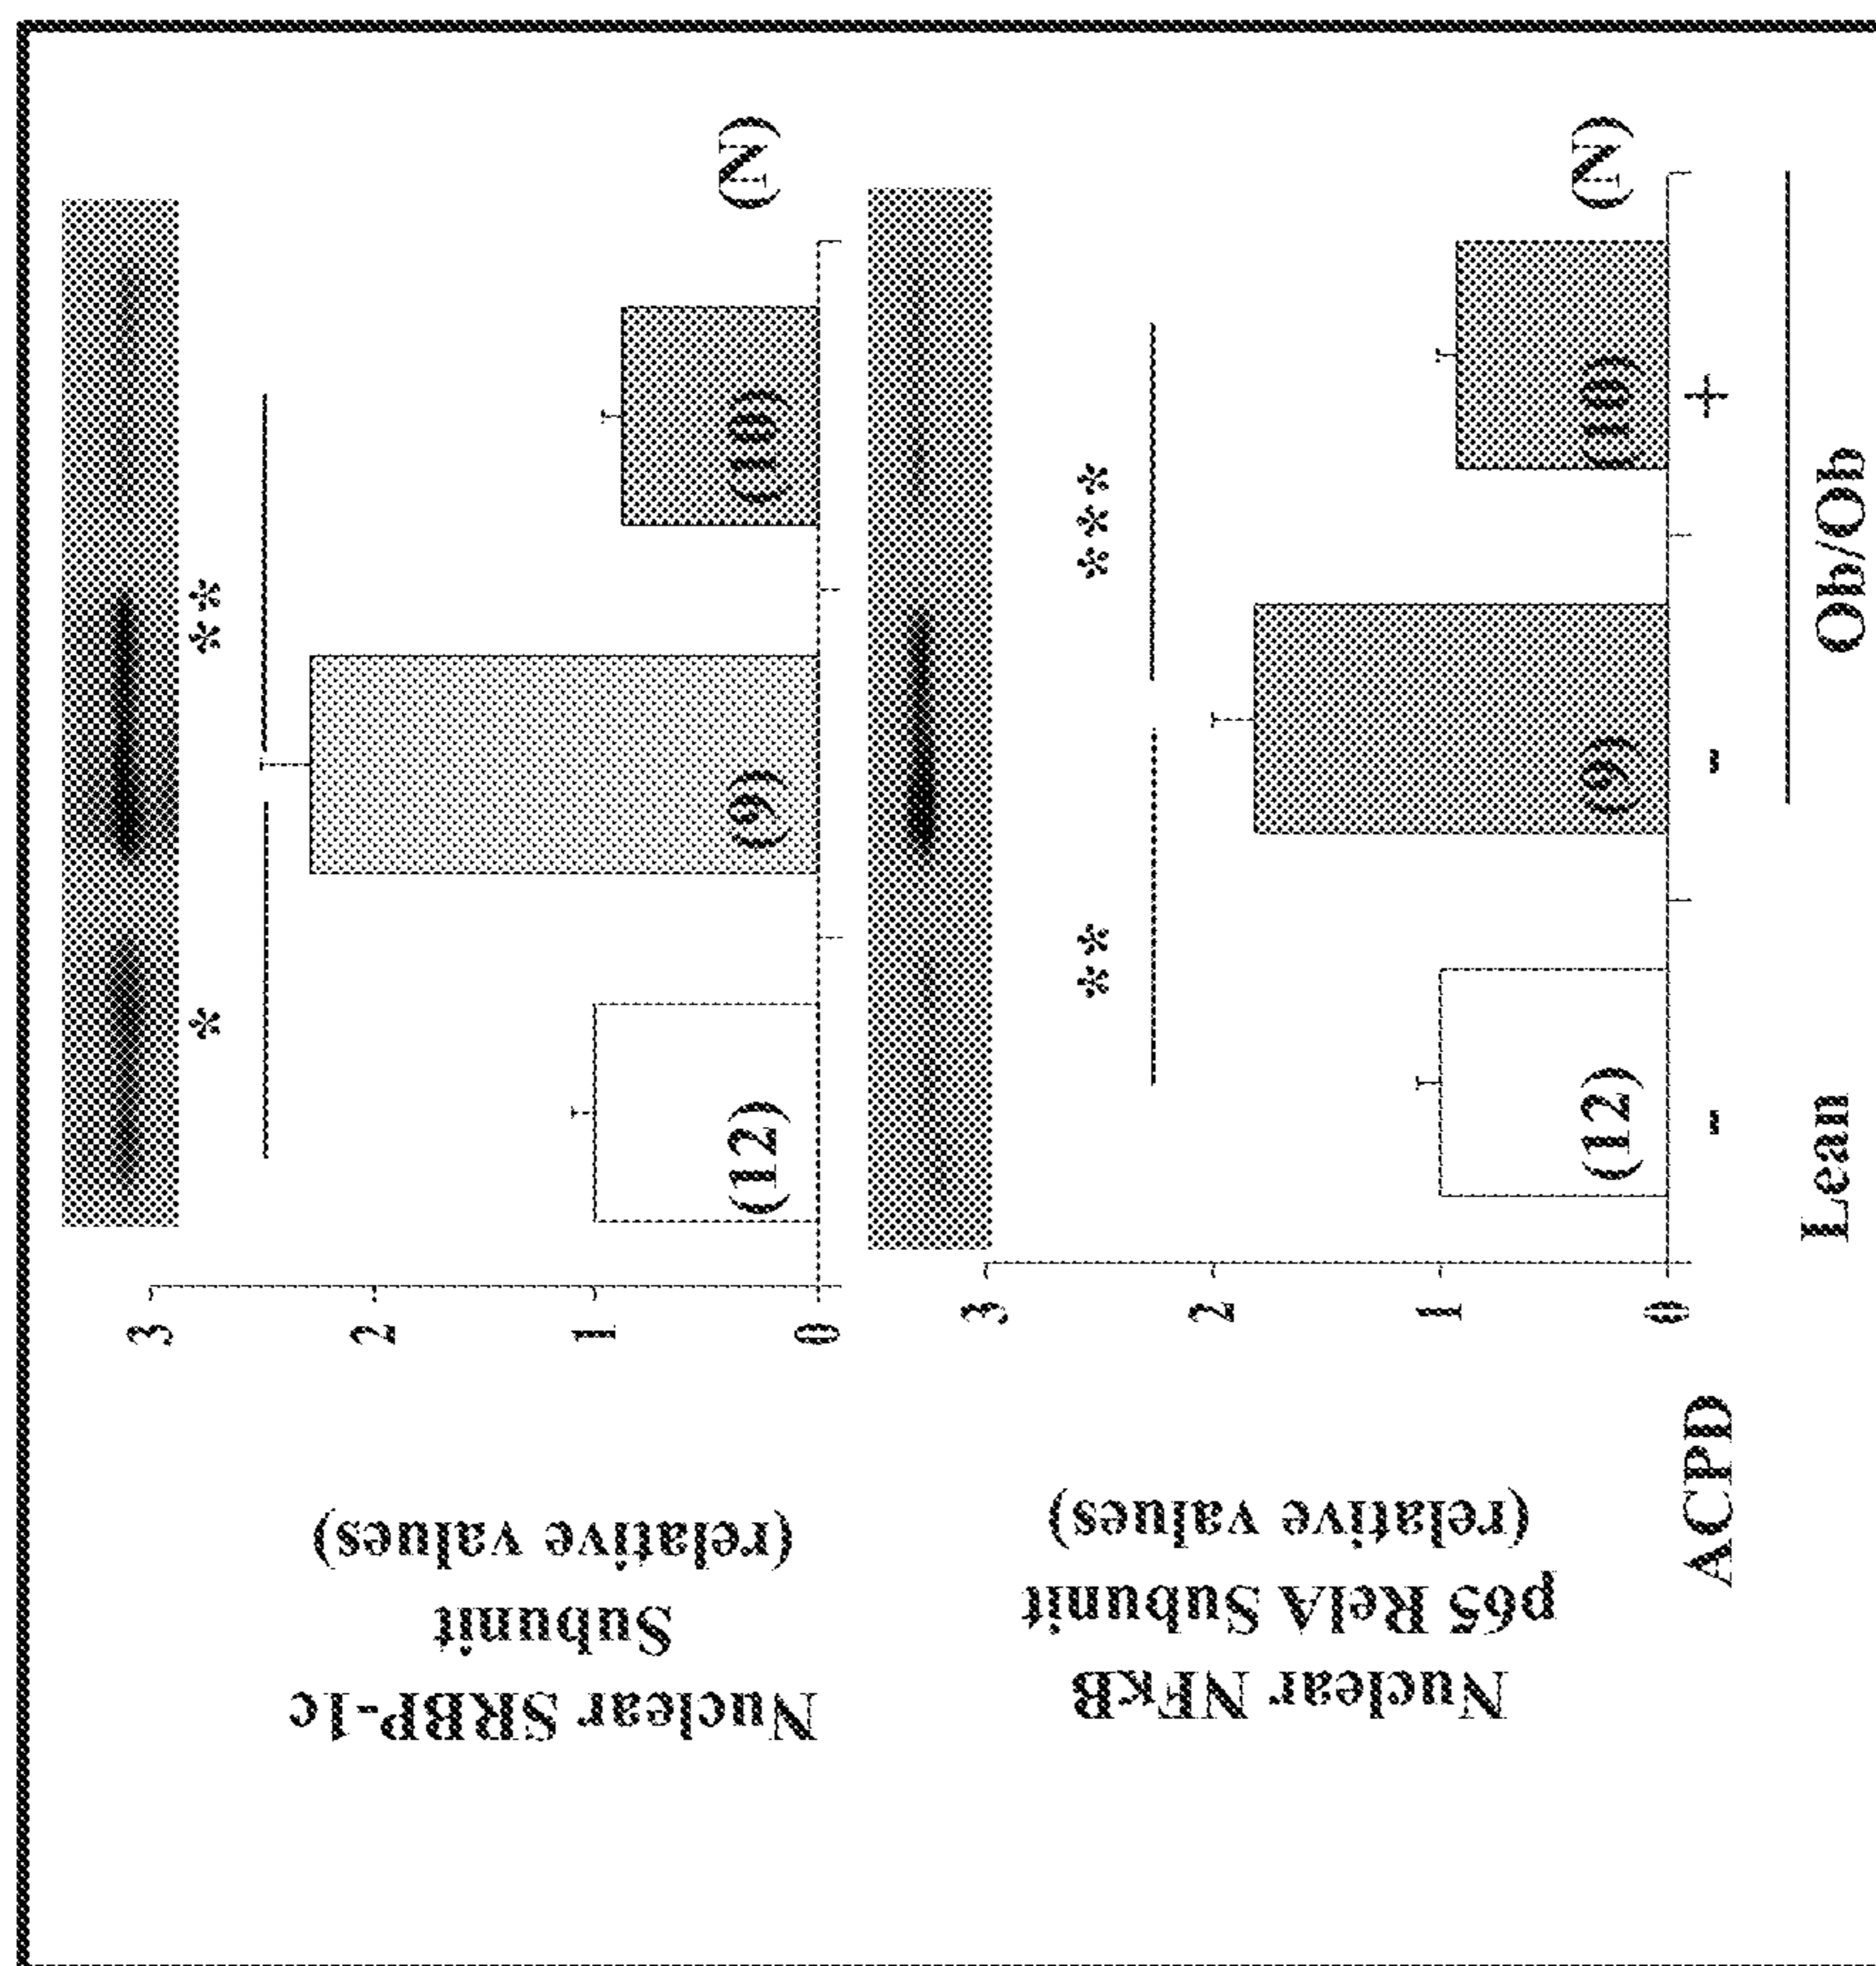 Nuclear SRBP-1c
Subunit
(relative values)
3
2
1
0
*
**
(12)
(9)
(10)
(N)
Nuclear NFκB
p65 RelA Subunit
(relative values)
3
2
1
0
**
***
(12)
(9)
(10)
(N)
ACPD - - +
Lean Ob/Ob